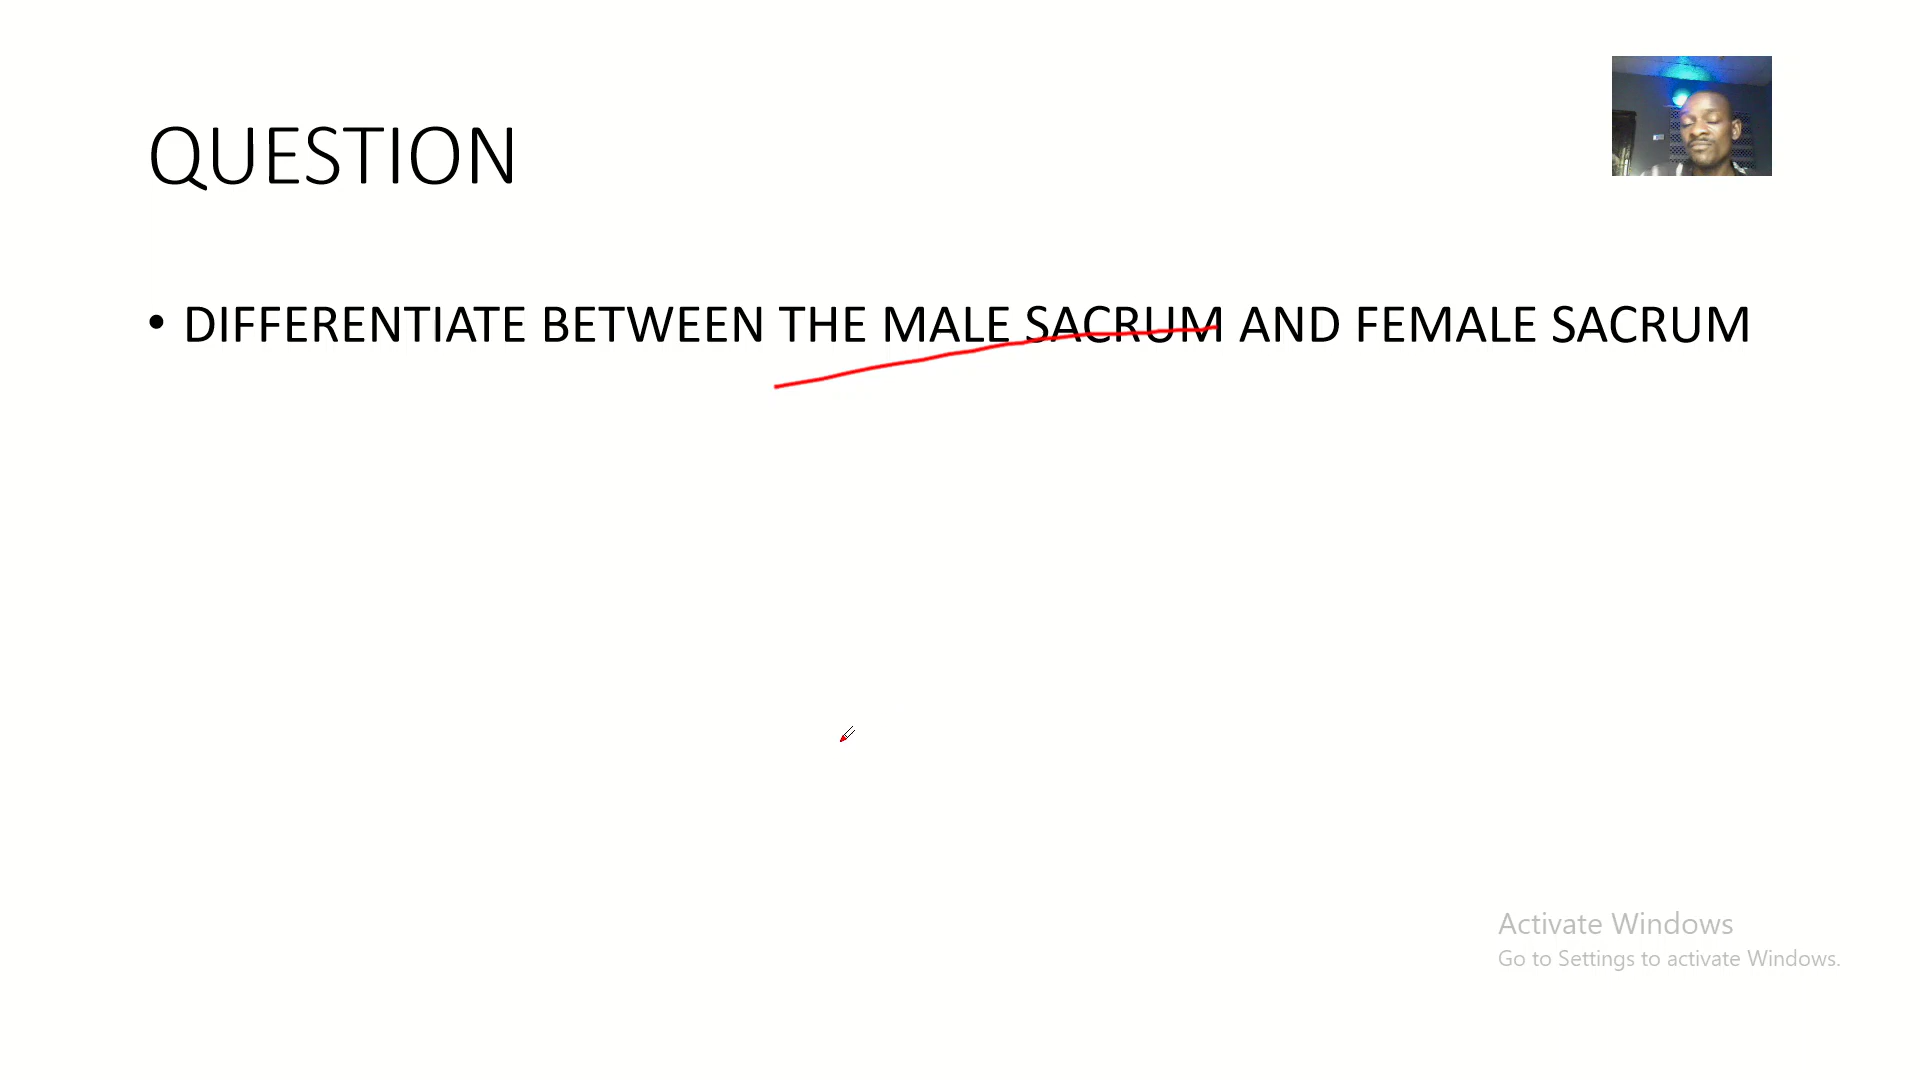 QUESTION
• DIFFERENTIATE BETWEEN THE MALE SACRUM AND FEMALE SACRUM
Activate Windows
Go to Settings to activate Windows.